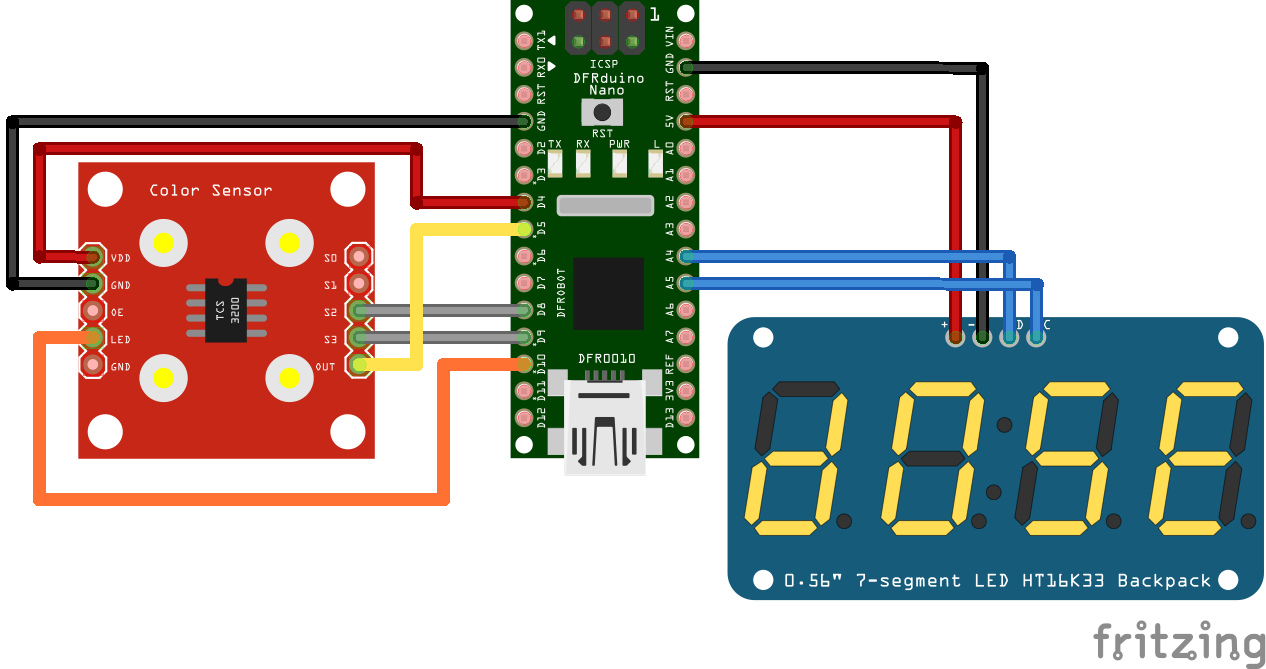 Color Sensor
VDD
GND
OE
LED
GND
S0
S1
S2
S3
OUT
TCS
3500
1
ICSP
DFRduino
Nano
RST
TX
RX
PWR
L
TX1
RX0
RST
GND
D2
D3
D4
D5
D6
D7
D8
D9
D10
D11
D12
VIN
GND
RST
5V
A0
A1
A2
A3
A4
A5
A6
A7
REF
3V3
D13
DFROBOT
DFR0010
+
-
D
C
0.56" 7-segment LED HT16K33 Backpack
fritzing